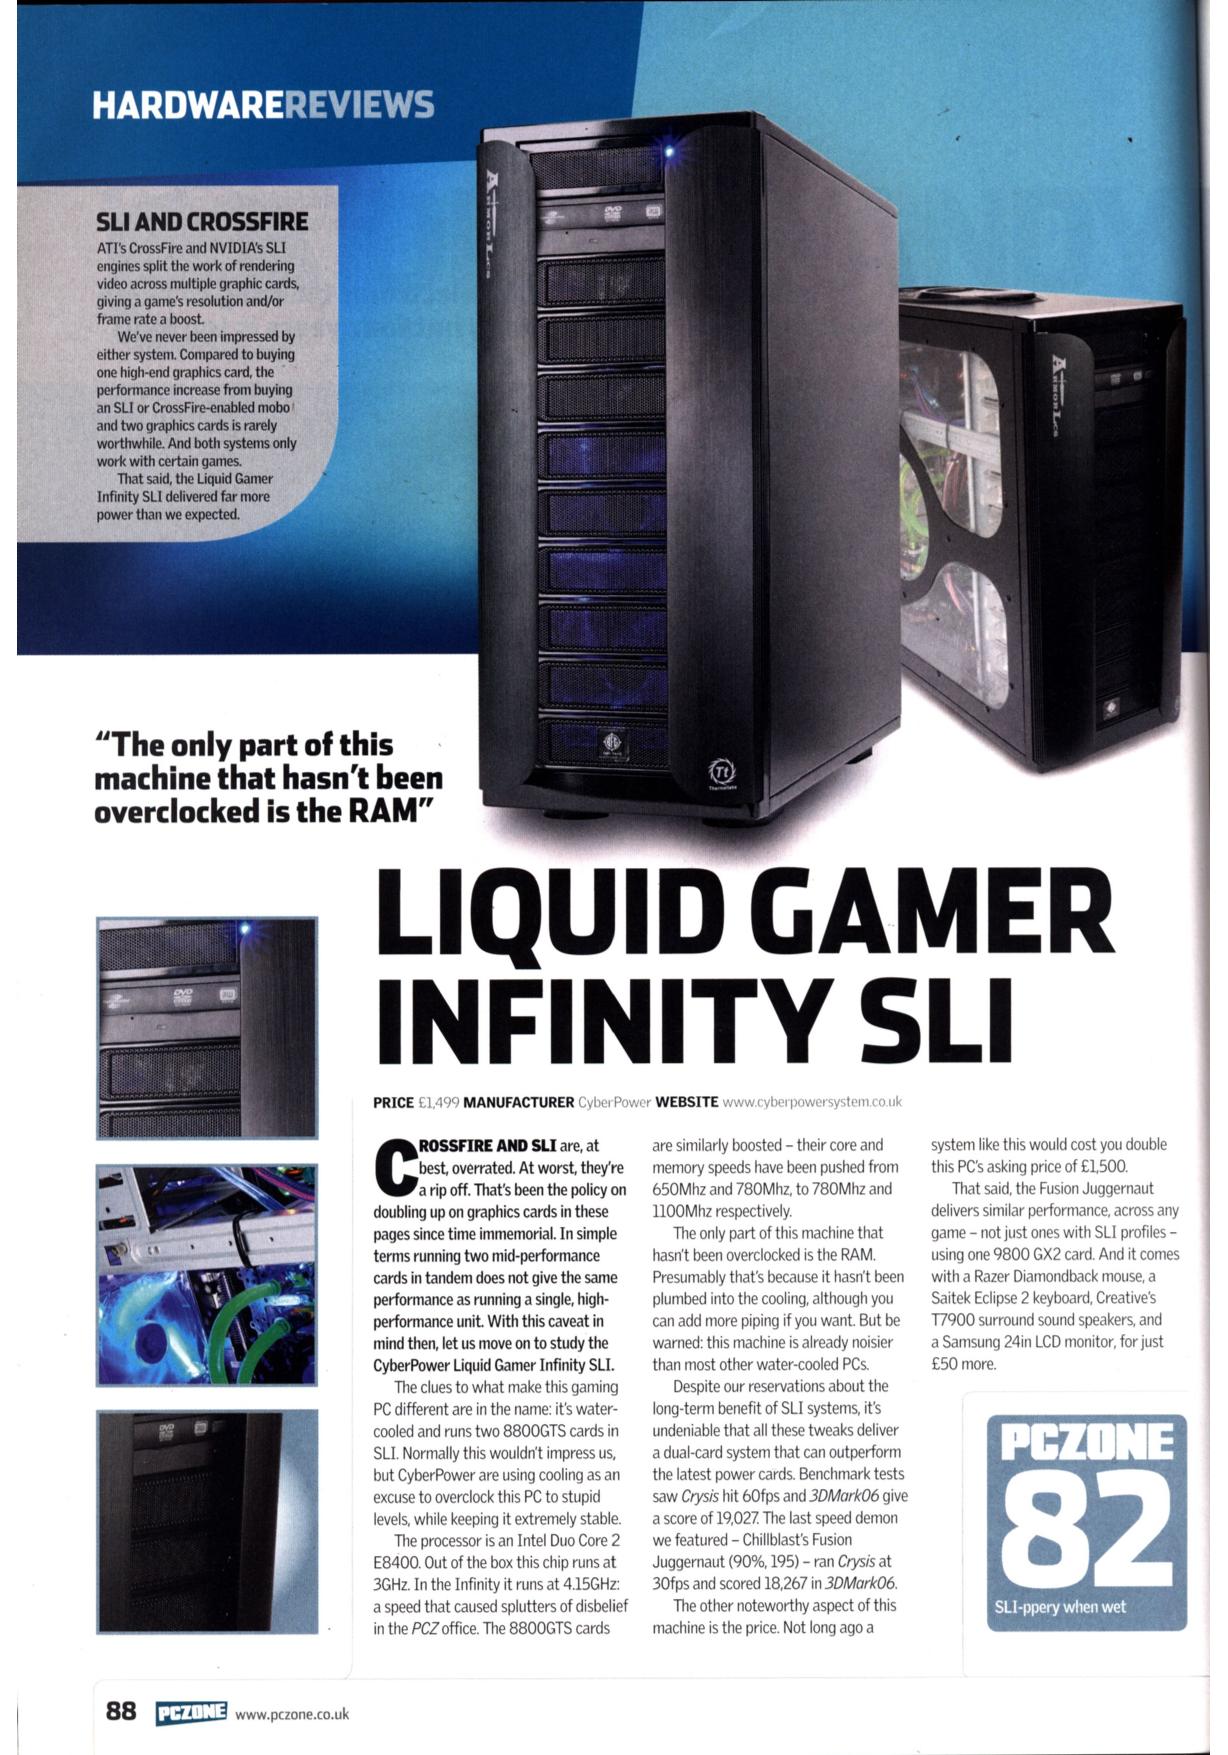 HARDWAREREVIEWS
SLI AND CROSSFIRE
ATI's CrossFire and NVIDIA's SLI
engines split the work of rendering
video across multiple graphic cards,
giving a game's resolution and/or
frame rate a boost.
We've never been impressed by
either system. Compared to buying
one high-end graphics card, the
performance increase from buying
an SLI or CrossFire-enabled mobo
and two graphics cards is rarely
worthwhile. And both systems only
work with certain games.
That said, the Liquid Gamer
Infinity SLI delivered far more
power than we expected.
ARMOR LCS
DVD
Tt
Thermaltake
ARMOR LCS
"The only part of this
machine that hasn't been
overclocked is the RAM"
DVD
DVD
LIQUID GAMER
INFINITY SLI
PRICE £1,499 MANUFACTURER CyberPower WEBSITE www.cyberpowersystem.co.uk
CROSSFIRE AND SLI are, at
best, overrated. At worst, they're
a rip off. That's been the policy on
doubling up on graphics cards in these
pages since time immemorial. In simple
terms running two mid-performance
cards in tandem does not give the same
performance as running a single, high-
performance unit. With this caveat in
mind then, let us move on to study the
CyberPower Liquid Gamer Infinity SLI.
The clues to what make this gaming
PC different are in the name: it's water-
cooled and runs two 8800GTS cards in
SLI. Normally this wouldn't impress us,
but CyberPower are using cooling as an
excuse to overclock this PC to stupid
levels, while keeping it extremely stable.
The processor is an Intel Duo Core 2
E8400. Out of the box this chip runs at
3GHz. In the Infinity it runs at 4.15GHz:
a speed that caused splutters of disbelief
in the PCZ office. The 8800GTS cards
are similarly boosted – their core and
memory speeds have been pushed from
650Mhz and 780Mhz, to 780Mhz and
1100Mhz respectively.
The only part of this machine that
hasn't been overclocked is the RAM.
Presumably that's because it hasn't been
plumbed into the cooling, although you
can add more piping if you want. But be
warned: this machine is already noisier
than most other water-cooled PCs.
Despite our reservations about the
long-term benefit of SLI systems, it's
undeniable that all these tweaks deliver
a dual-card system that can outperform
the latest power cards. Benchmark tests
saw Crysis hit 60fps and 3DMark06 give
a score of 19,027. The last speed demon
we featured – Chillblast's Fusion
Juggernaut (90%, 195) – ran Crysis at
30fps and scored 18,267 in 3DMark06.
The other noteworthy aspect of this
machine is the price. Not long ago a
system like this would cost you double
this PC's asking price of £1,500.
That said, the Fusion Juggernaut
delivers similar performance, across any
game – not just ones with SLI profiles –
using one 9800 GX2 card. And it comes
with a Razer Diamondback mouse, a
Saitek Eclipse 2 keyboard, Creative's
T7900 surround sound speakers, and
a Samsung 24in LCD monitor, for just
£50 more.
PCZONE
82
SLI-ppery when wet
88 PCZONE www.pczone.co.uk